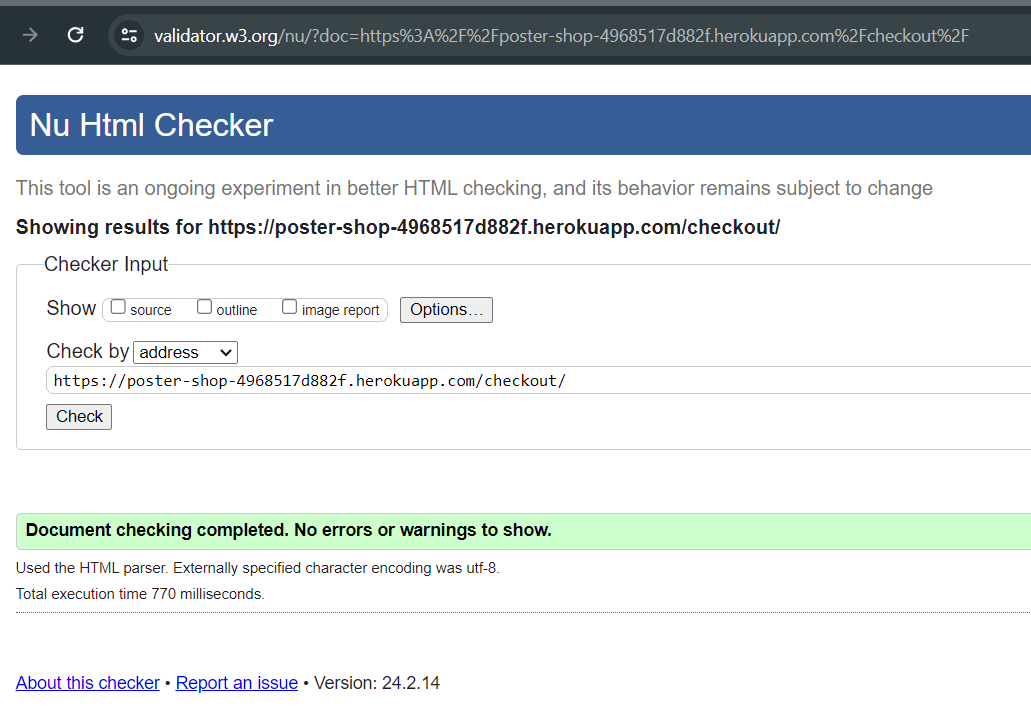 validator.w3.org/nu/?doc=https%3A%2F%2Fposter-shop-4968517d882f.herokuapp.com%2Fcheckout%2F
Nu Html Checker
This tool is an ongoing experiment in better HTML checking, and its behavior remains subject to change
Showing results for https://poster-shop-4968517d882f.herokuapp.com/checkout/
Checker Input
Show source outline image report Options…
Check by address
https://poster-shop-4968517d882f.herokuapp.com/checkout/
Check
Document checking completed. No errors or warnings to show.
Used the HTML parser. Externally specified character encoding was utf-8.
Total execution time 770 milliseconds.
About this checker • Report an issue • Version: 24.2.14